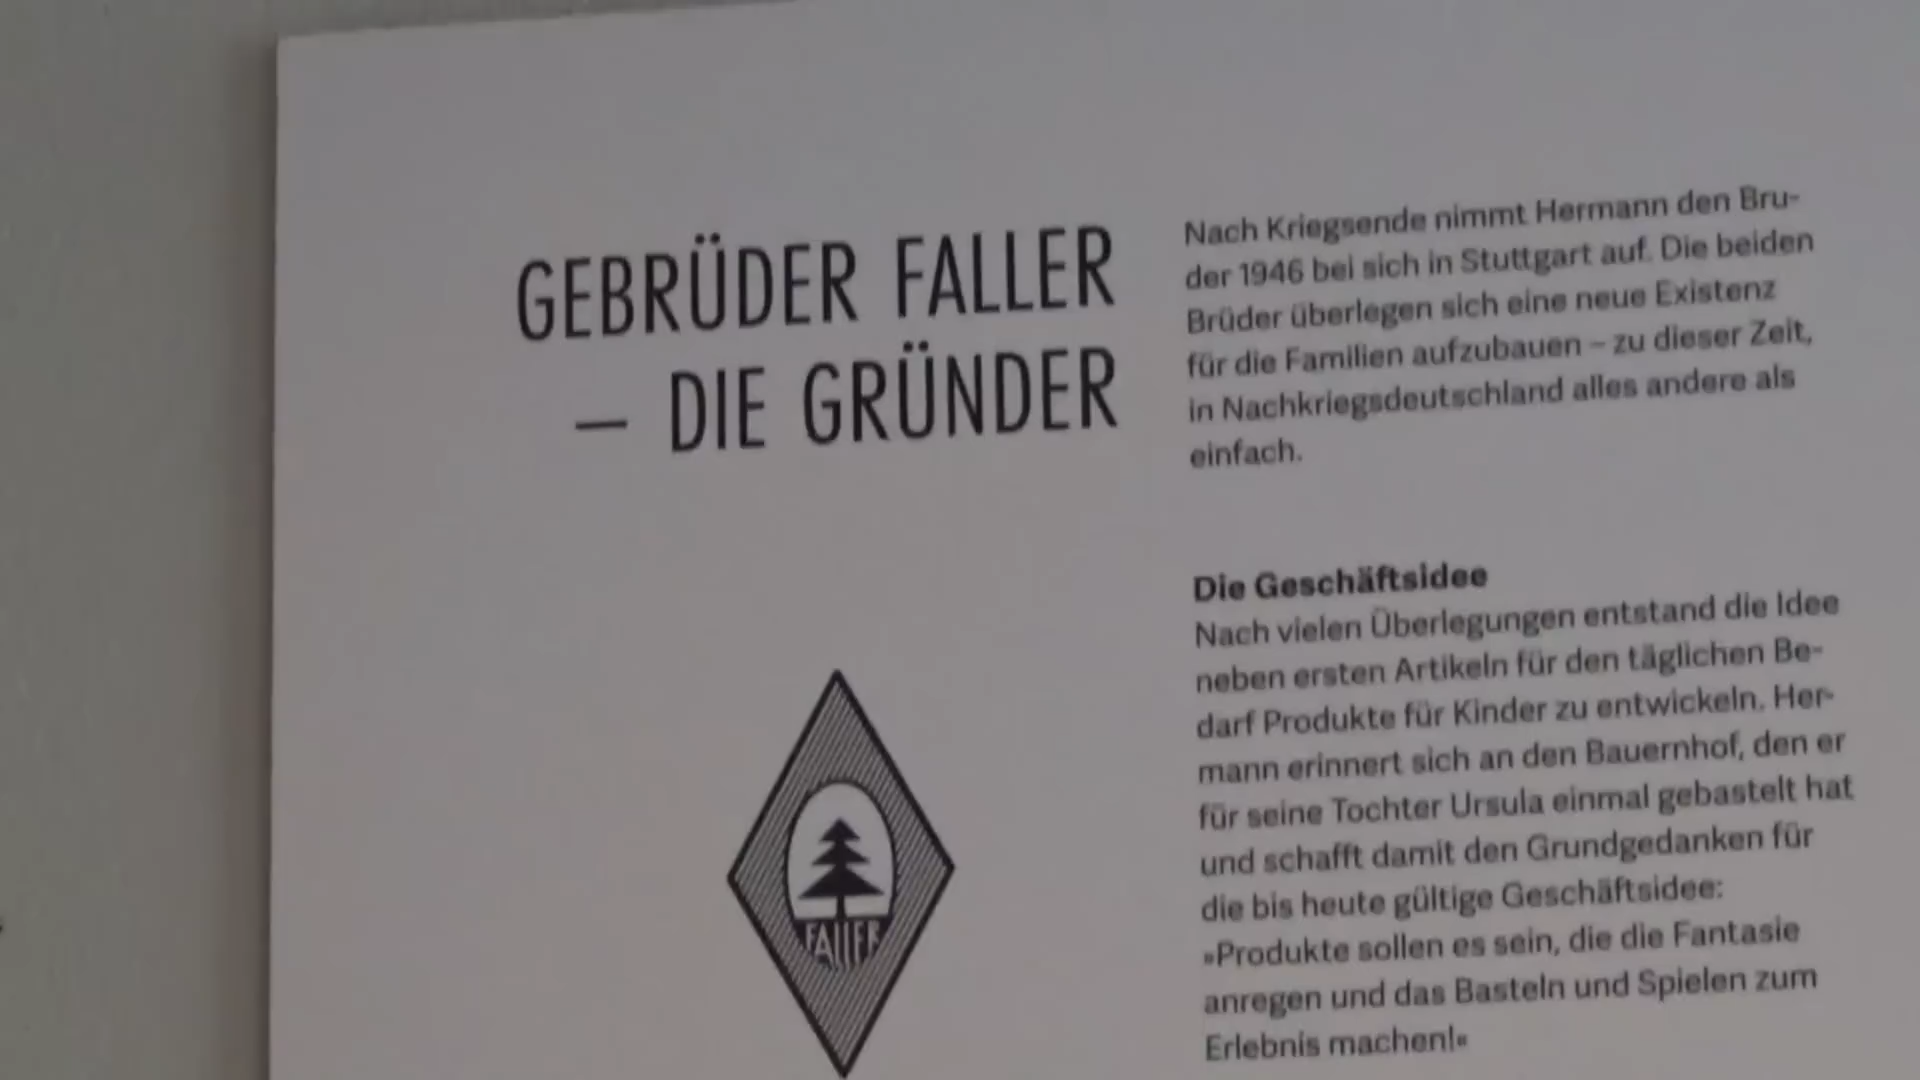 GEBRÜDER FALLER
– DIE GRÜNDER
Nach Kriegsende nimmt Hermann den Bru-
der 1946 bei sich in Stuttgart auf. Die beiden
Brüder überlegen sich eine neue Existenz
für die Familien aufzubauen – zu dieser Zeit,
in Nachkriegsdeutschland alles andere als
einfach.
Die Geschäftsidee
Nach vielen Überlegungen entstand die Idee
neben ersten Artikeln für den täglichen Be-
darf Produkte für Kinder zu entwickeln. Her-
mann erinnert sich an den Bauernhof, den er
für seine Tochter Ursula einmal gebastelt hat
und schafft damit den Grundgedanken für
die bis heute gültige Geschäftsidee:
»Produkte sollen es sein, die die Fantasie
anregen und das Basteln und Spielen zum
Erlebnis machen!«
FALLER